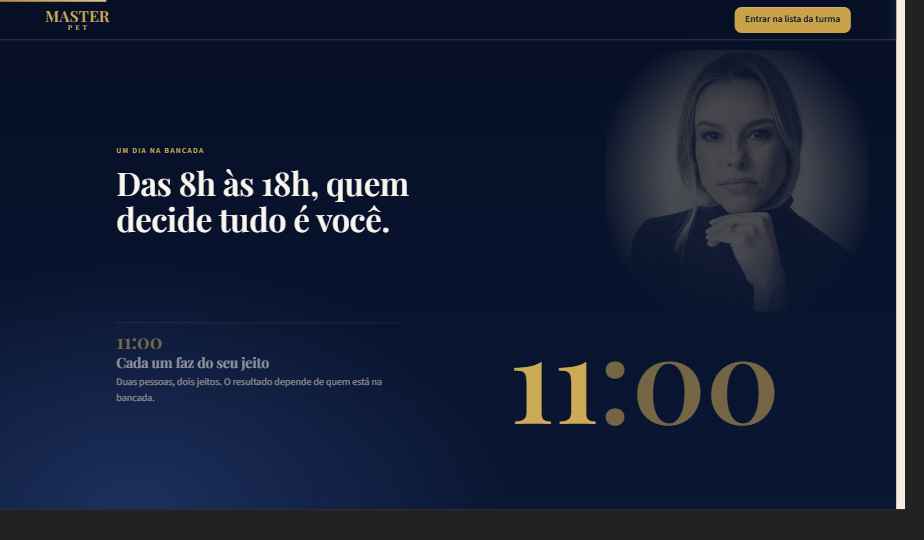 MASTER
PET
Entrar na lista da turma
UM DIA NA BANCADA
Das 8h às 18h, quem
decide tudo é você.
11:00
Cada um faz do seu jeito
Duas pessoas, dois jeitos. O resultado depende de quem está na
bancada.
11:00